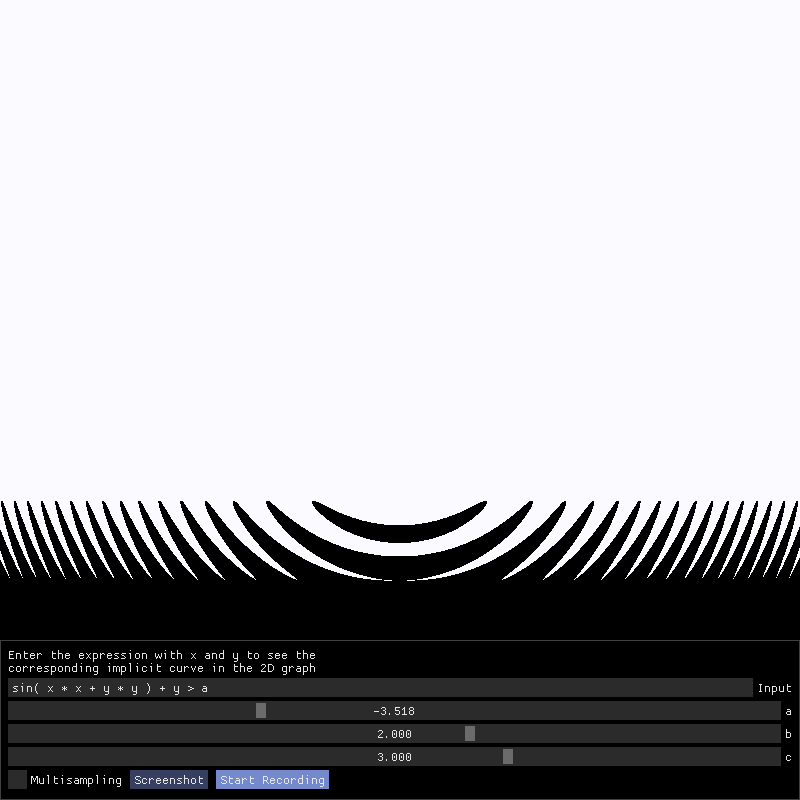 Enter the expression with x and y to see the
corresponding implicit curve in the 2D graph
sin( x * x + y * y ) + y > a Input
-3.518 a
2.000 b
3.000 c
Multisampling Screenshot Start Recording